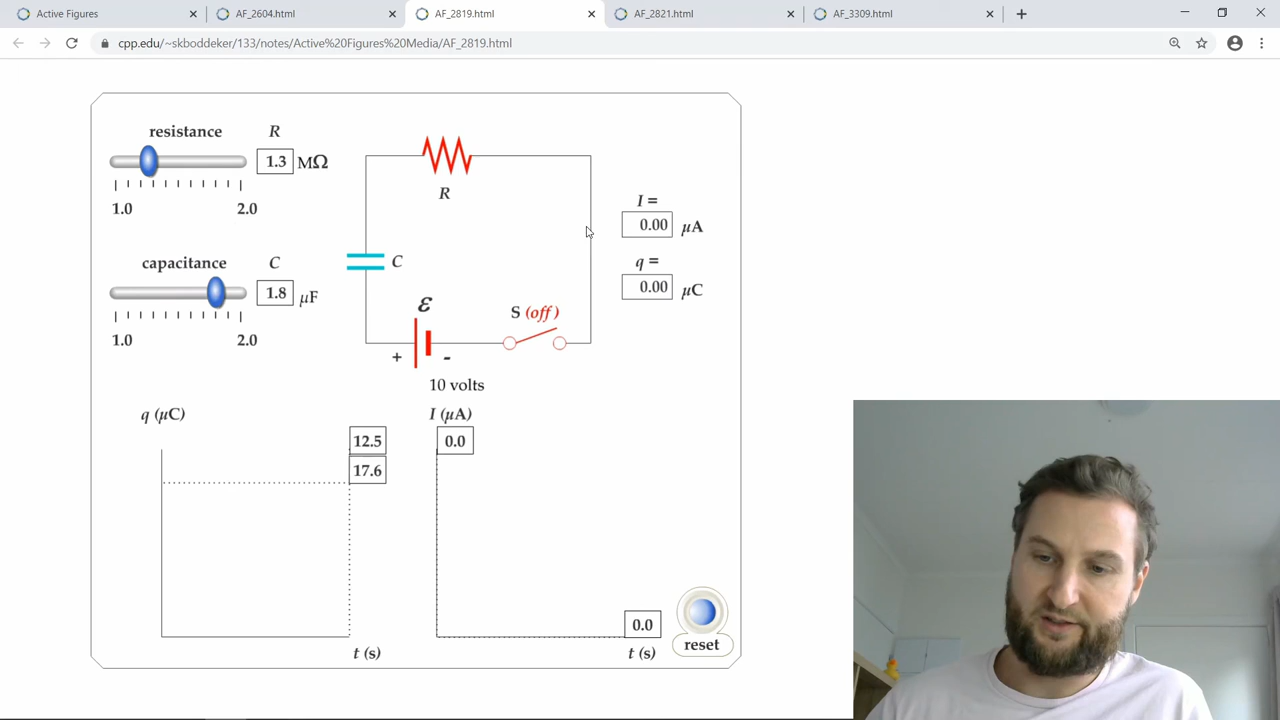 Active Figures
AF_2604.html
AF_2819.html
AF_2821.html
AF_3309.html
cpp.edu/~skboddeker/133/notes/Active%20Figures%20Media/AF_2819.html
resistance R
1.3 MΩ
1.0 2.0
capacitance C
1.8 µF
1.0 2.0
R
C
ℰ
+ -
10 volts
S (off)
I =
0.00 µA
q =
0.00 µC
q (µC)
12.5
17.6
t (s)
I (µA)
0.0
0.0
t (s)
reset